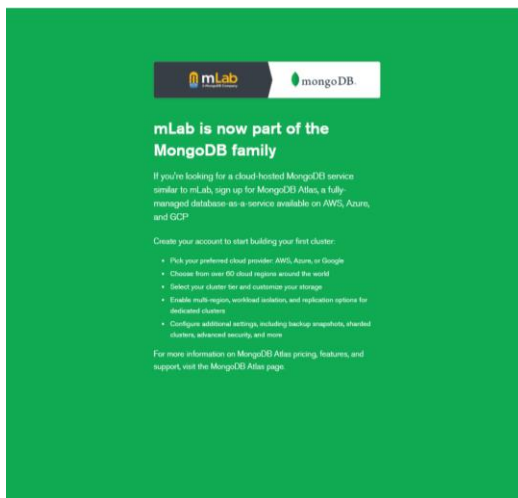 mLab
A MongoDB Company
mongoDB.
mLab is now part of the
MongoDB family
If you're looking for a cloud-hosted MongoDB service
similar to mLab, sign up for MongoDB Atlas, a fully-
managed database-as-a-service available on AWS, Azure,
and GCP
Create your account to start building your first cluster:
• Pick your preferred cloud provider: AWS, Azure, or Google
• Choose from over 60 cloud regions around the world
• Select your cluster tier and customize your storage
• Enable multi-region, workload isolation, and replication options for
dedicated clusters
• Configure additional settings, including backup snapshots, sharded
clusters, advanced security, and more
For more information on MongoDB Atlas pricing, features, and
support, visit the MongoDB Atlas page.